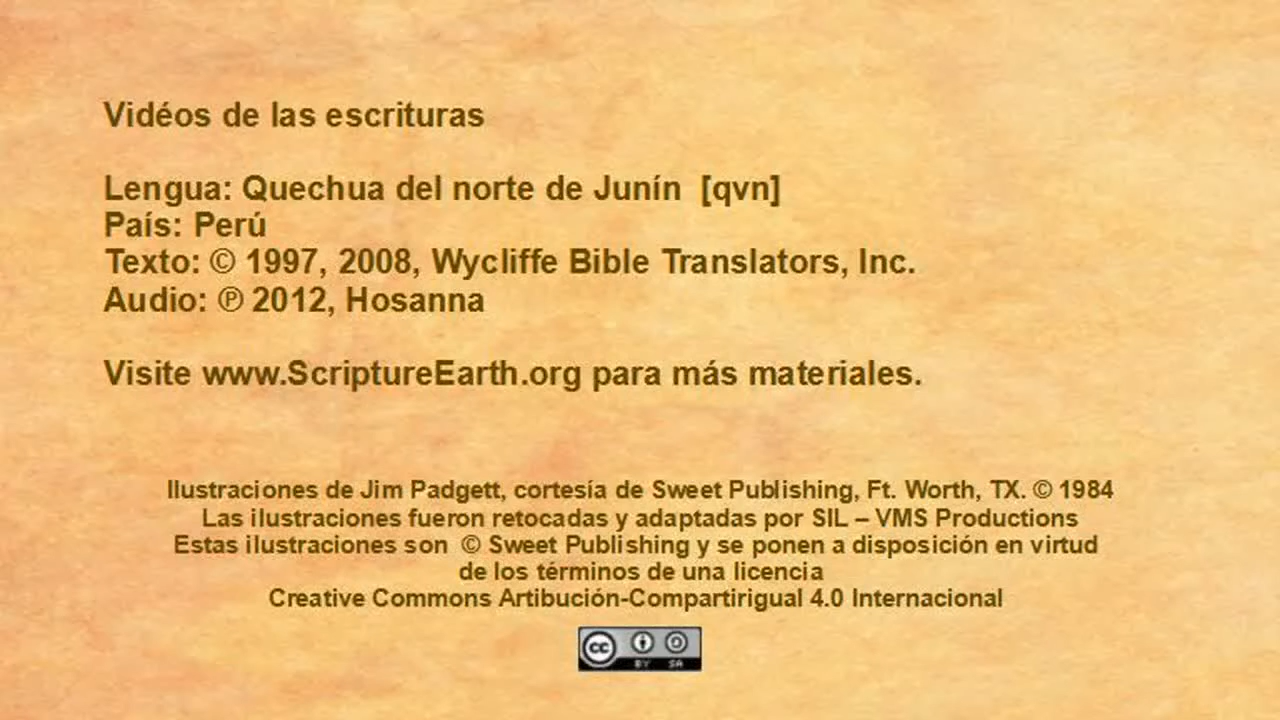 Vidéos de las escrituras
Lengua: Quechua del norte de Junín [qvn]
País: Perú
Texto: © 1997, 2008, Wycliffe Bible Translators, Inc.
Audio: ℗ 2012, Hosanna
Visite www.ScriptureEarth.org para más materiales.
Ilustraciones de Jim Padgett, cortesía de Sweet Publishing, Ft. Worth, TX. © 1984
Las ilustraciones fueron retocadas y adaptadas por SIL – VMS Productions
Estas ilustraciones son © Sweet Publishing y se ponen a disposición en virtud
de los términos de una licencia
Creative Commons Artibución-Compartirigual 4.0 Internacional
cc BY SA